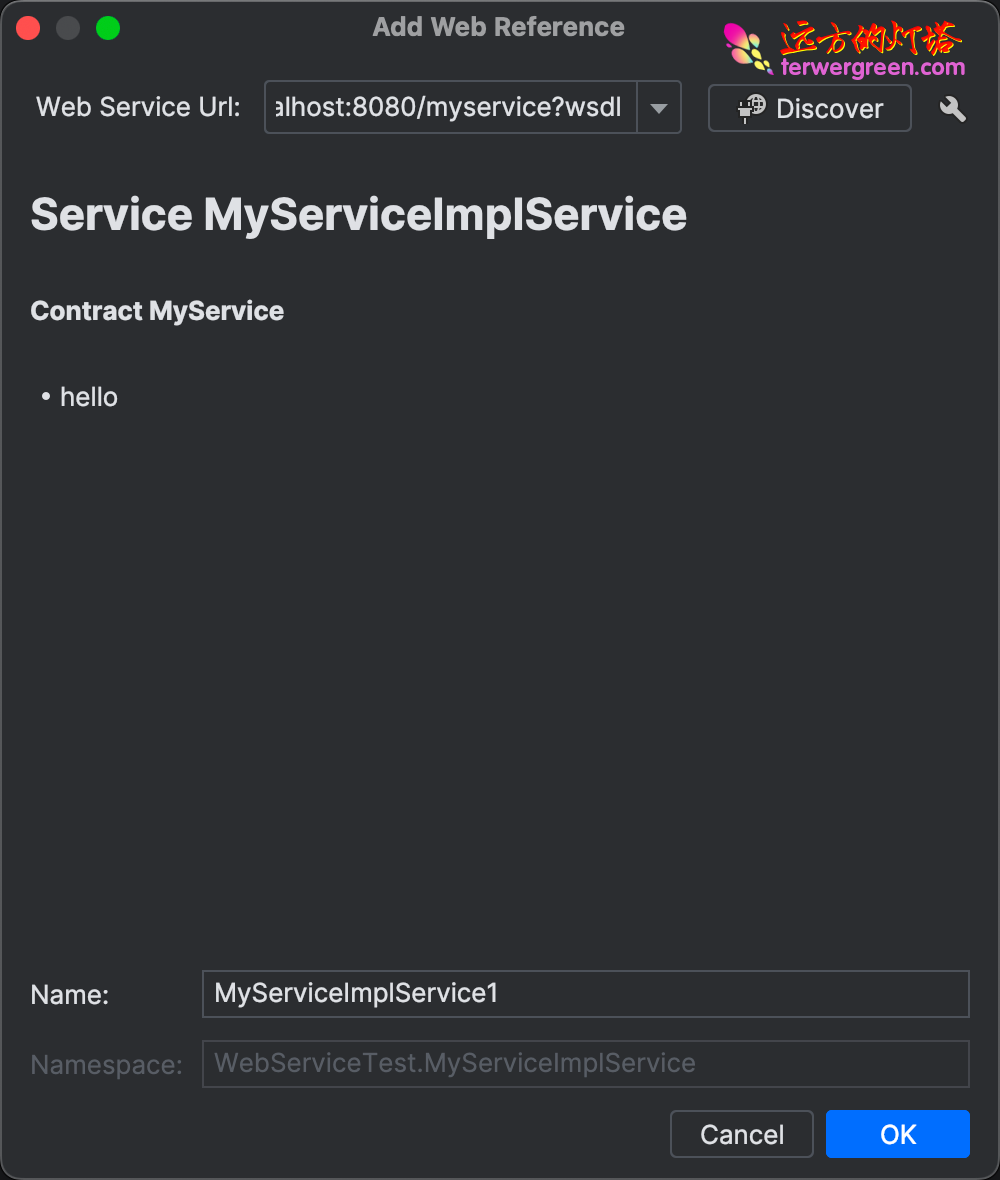 Add Web Reference
远方的灯塔
terwergreen.com
Web Service Url:
alhost:8080/myservice?wsdl
Discover
Service MyServiceImplService
Contract MyService
• hello
Name:
MyServiceImplService1
Namespace:
WebServiceTest.MyServiceImplService
Cancel
OK